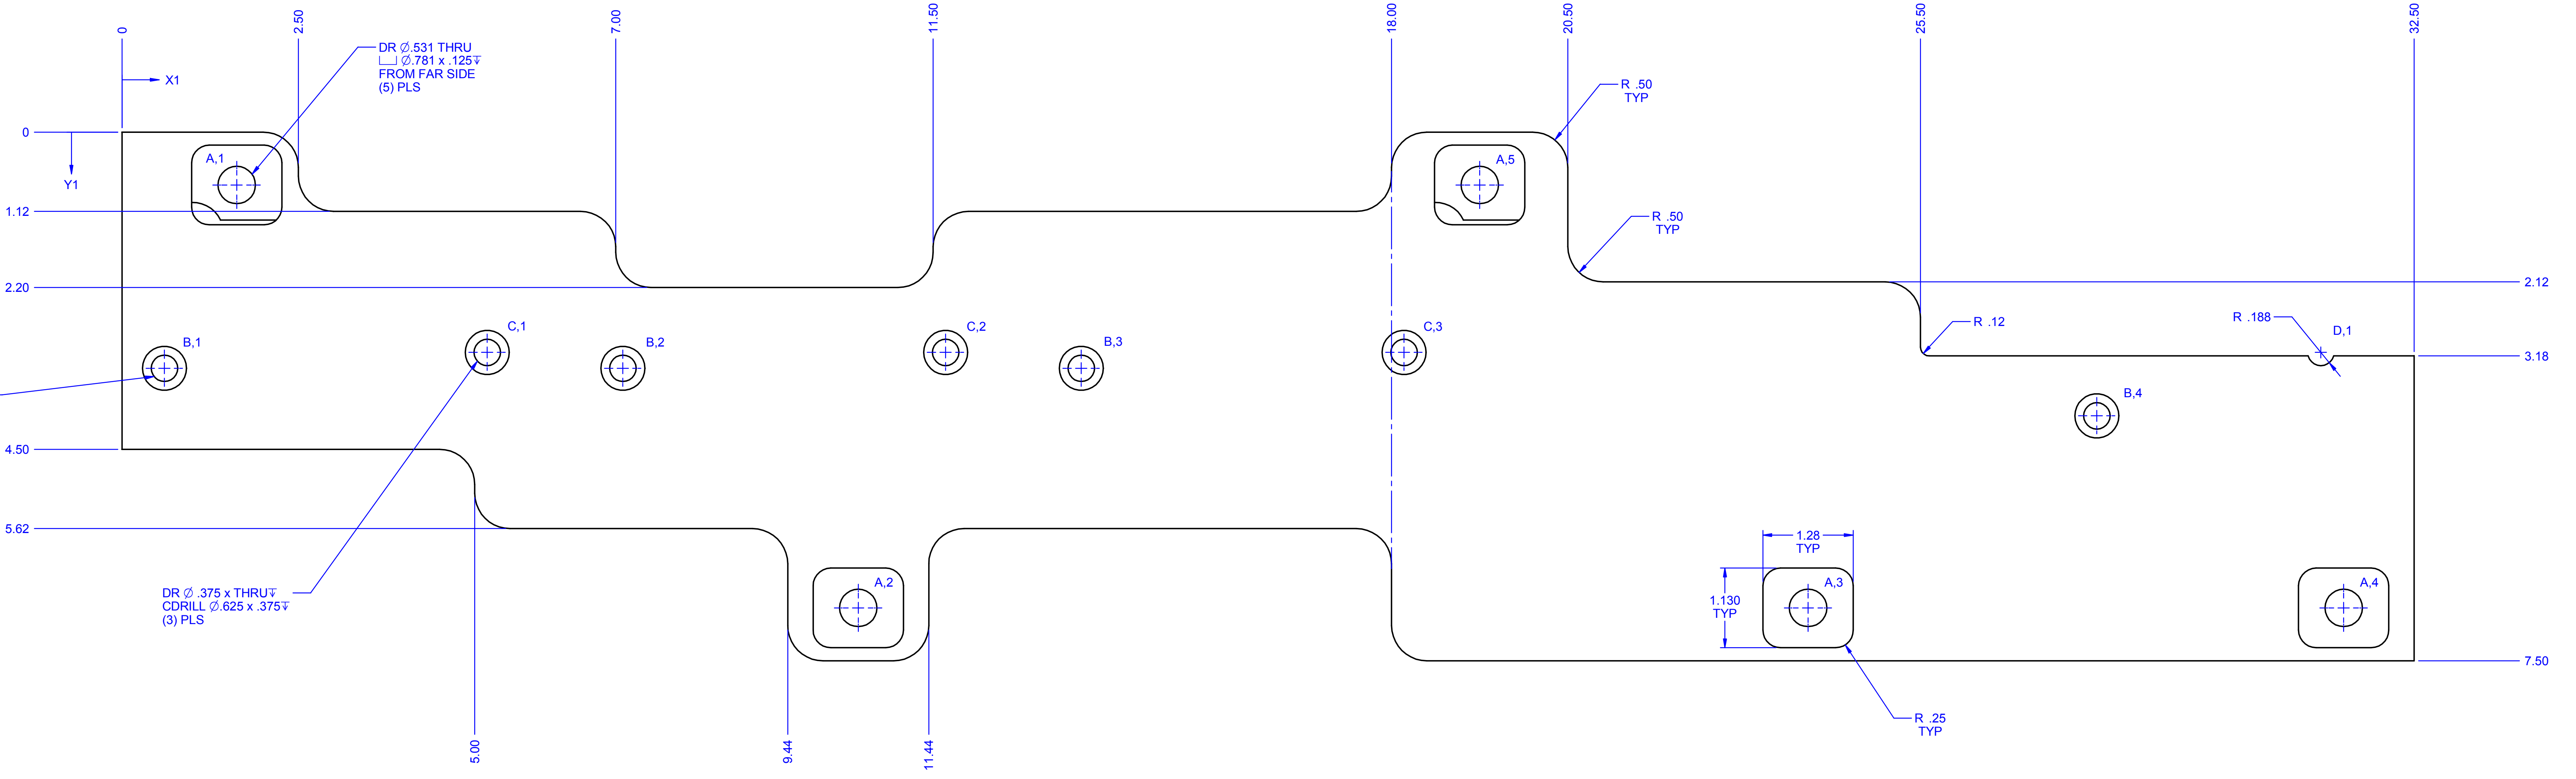 0
2.50
7.00
11.50
18.00
20.50
25.50
32.50
X1
DR Ø.531 THRU
⌴ Ø.781 x .125↧
FROM FAR SIDE
(5) PLS
R .50
TYP
0
Y1
A,1
A,5
1.12
R .50
TYP
2.20
2.12
R .12
R .188
D,1
B,1
C,1
B,2
C,2
B,3
C,3
3.18
B,4
4.50
5.62
1.28
TYP
A,2
A,3
A,4
1.130
TYP
DR Ø .375 x THRU↧
CDRILL Ø.625 x .375↧
(3) PLS
7.50
R .25
TYP
5.00
9.44
11.44